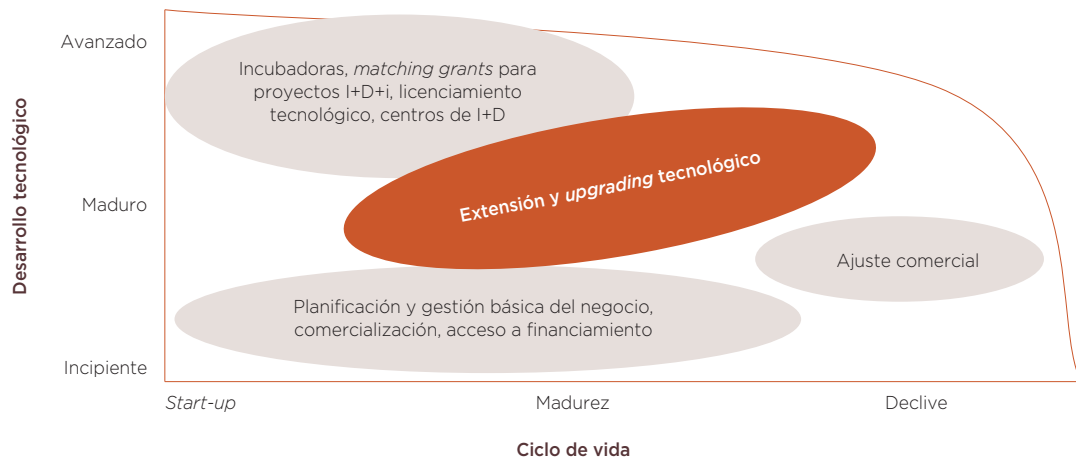 Avanzado
Incubadoras, matching grants para
proyectos I+D+i, licenciamiento
tecnológico, centros de I+D
Desarrollo tecnológico
Extensión y upgrading tecnológico
Maduro
Ajuste comercial
Planificación y gestión básica del negocio,
comercialización, acceso a financiamiento
Incipiente
Start-up
Madurez
Declive
Ciclo de vida